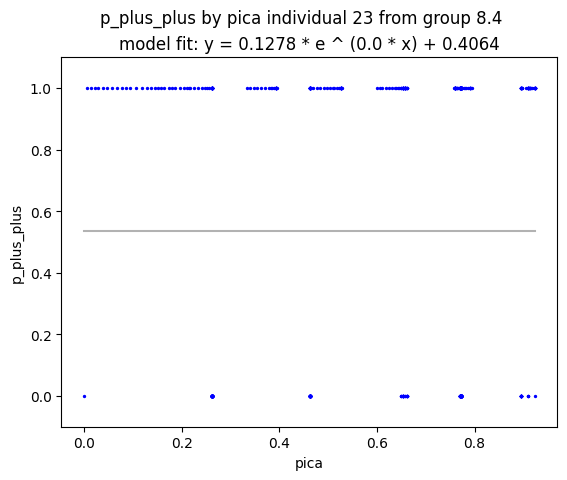 p_plus_plus by pica individual 23 from group 8.4
model fit: y = 0.1278 * e ^ (0.0 * x) + 0.4064
1.0
0.8
0.6
0.4
0.2
0.0
p_plus_plus
0.0 0.2 0.4 0.6 0.8
pica